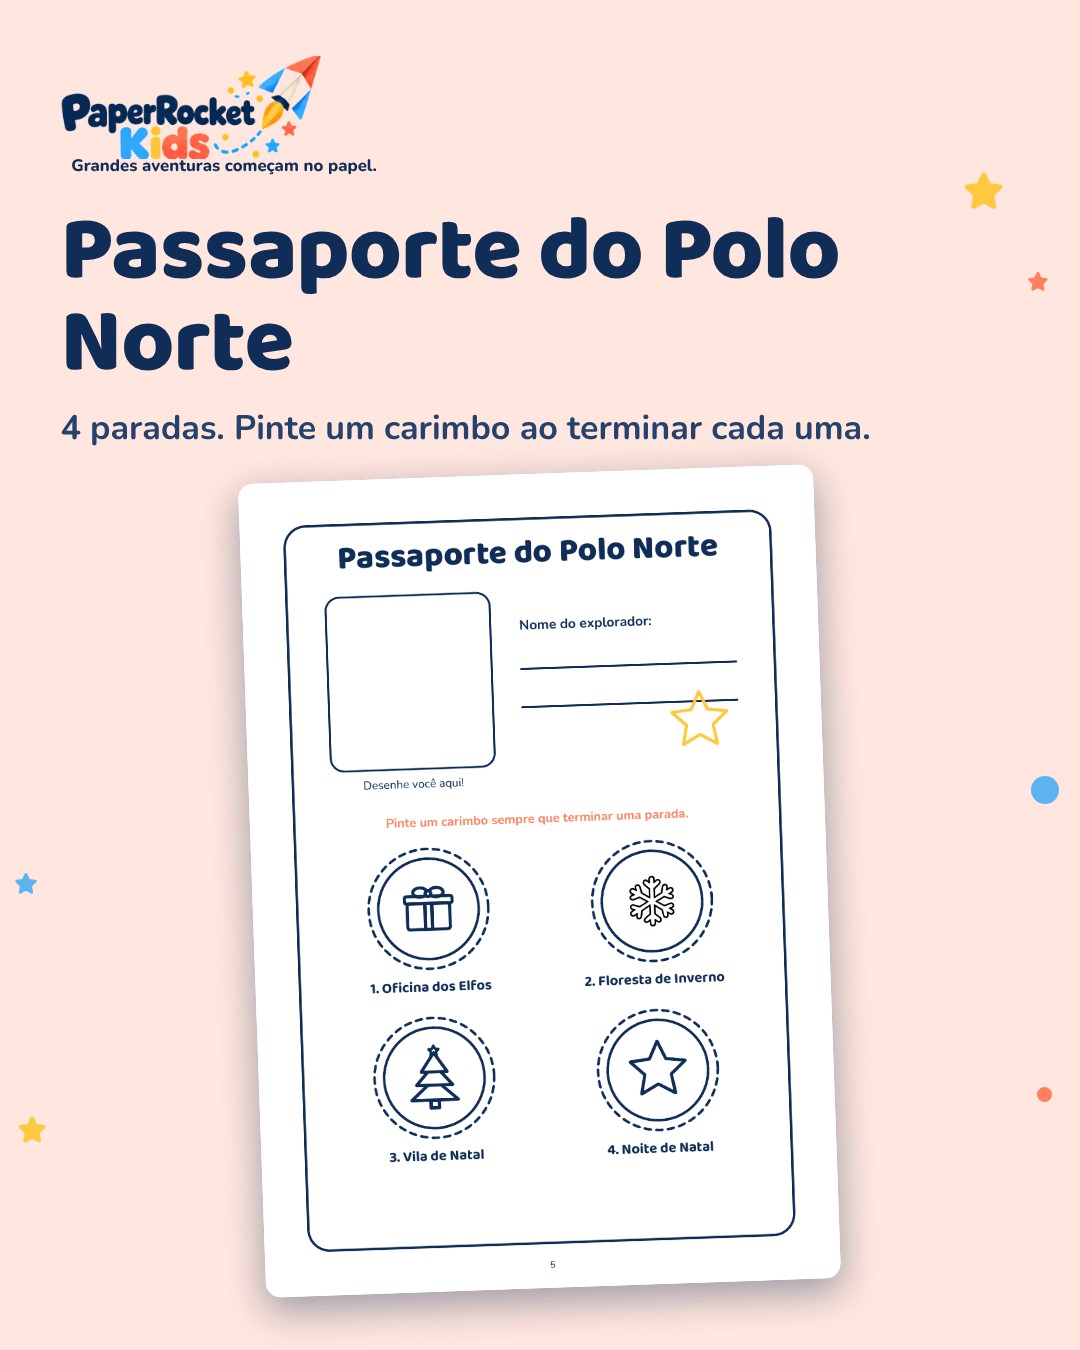 PaperRocket
Kids
Grandes aventuras começam no papel.
Passaporte do Polo
Norte
4 paradas. Pinte um carimbo ao terminar cada uma.
Passaporte do Polo Norte
Nome do explorador:
Desenhe você aqui!
Pinte um carimbo sempre que terminar uma parada.
1. Oficina dos Elfos
2. Floresta de Inverno
3. Vila de Natal
4. Noite de Natal
5